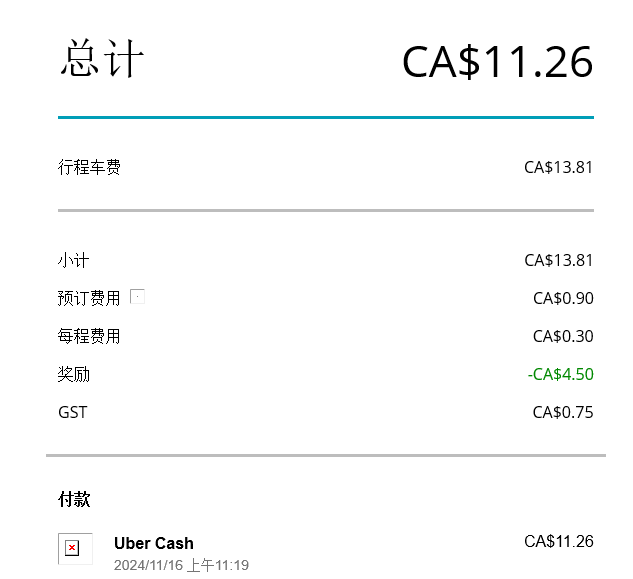 总计 CA$11.26
行程车费 CA$13.81
小计 CA$13.81
预订费用 CA$0.90
每程费用 CA$0.30
奖励 -CA$4.50
GST CA$0.75
付款
Uber Cash CA$11.26
2024/11/16 上午11:19